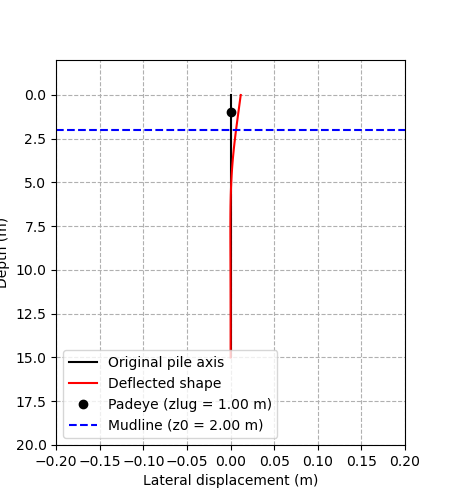 0.0
2.5
5.0
7.5
10.0
12.5
15.0
17.5
20.0
Depth (m)
Original pile axis
Deflected shape
Padeye (zlug = 1.00 m)
Mudline (z0 = 2.00 m)
−0.20 −0.15 −0.10 −0.05 0.00 0.05 0.10 0.15 0.20
Lateral displacement (m)